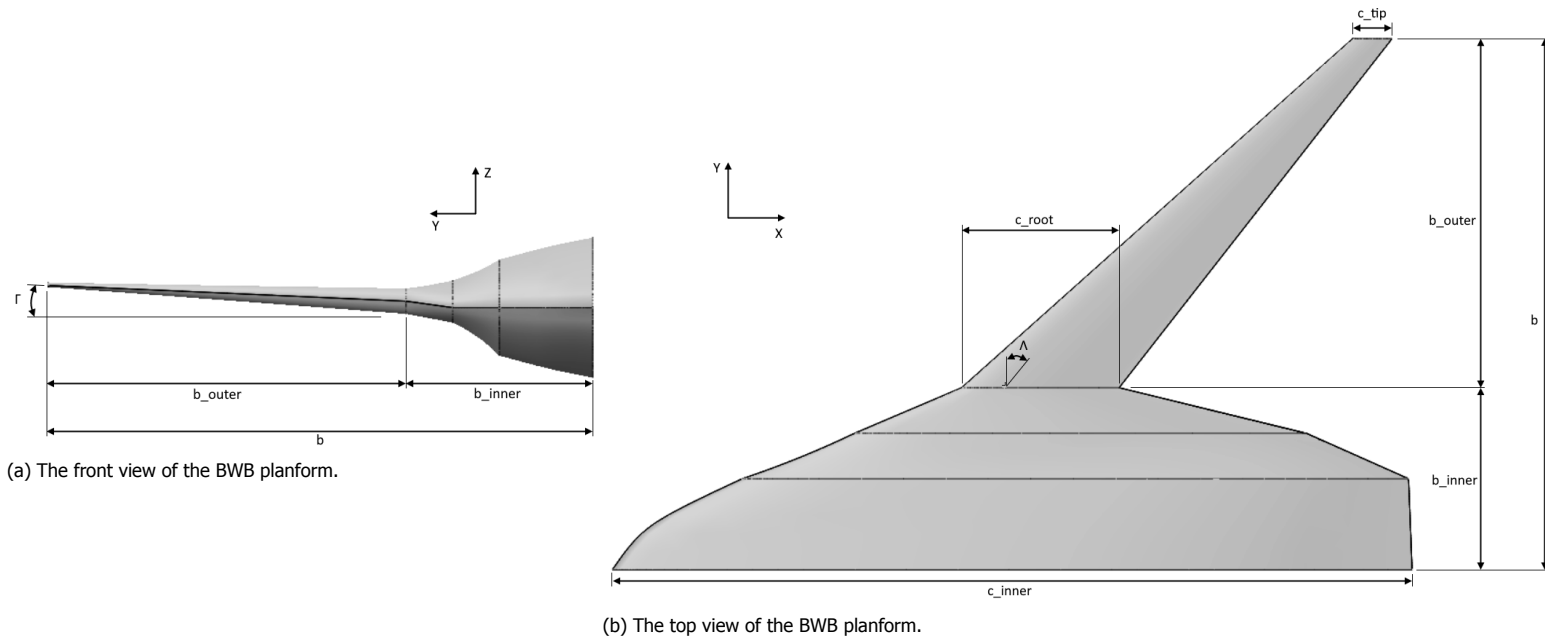 Z
Y
Γ
b_outer
b_inner
b
(a) The front view of the BWB planform.
c_tip
Y
X
c_root
b_outer
b
Λ
b_inner
c_inner
(b) The top view of the BWB planform.